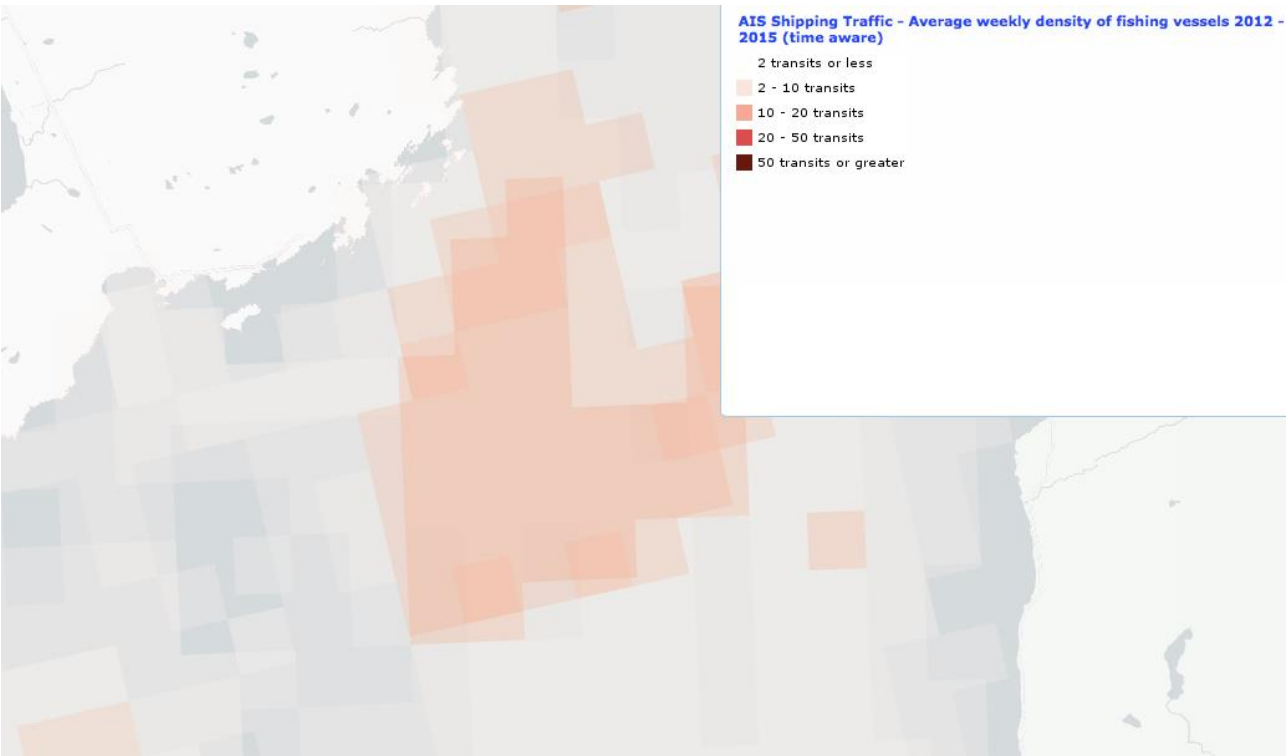 AIS Shipping Traffic - Average weekly density of fishing vessels 2012 -
2015 (time aware)
2 transits or less
2 - 10 transits
10 - 20 transits
20 - 50 transits
50 transits or greater